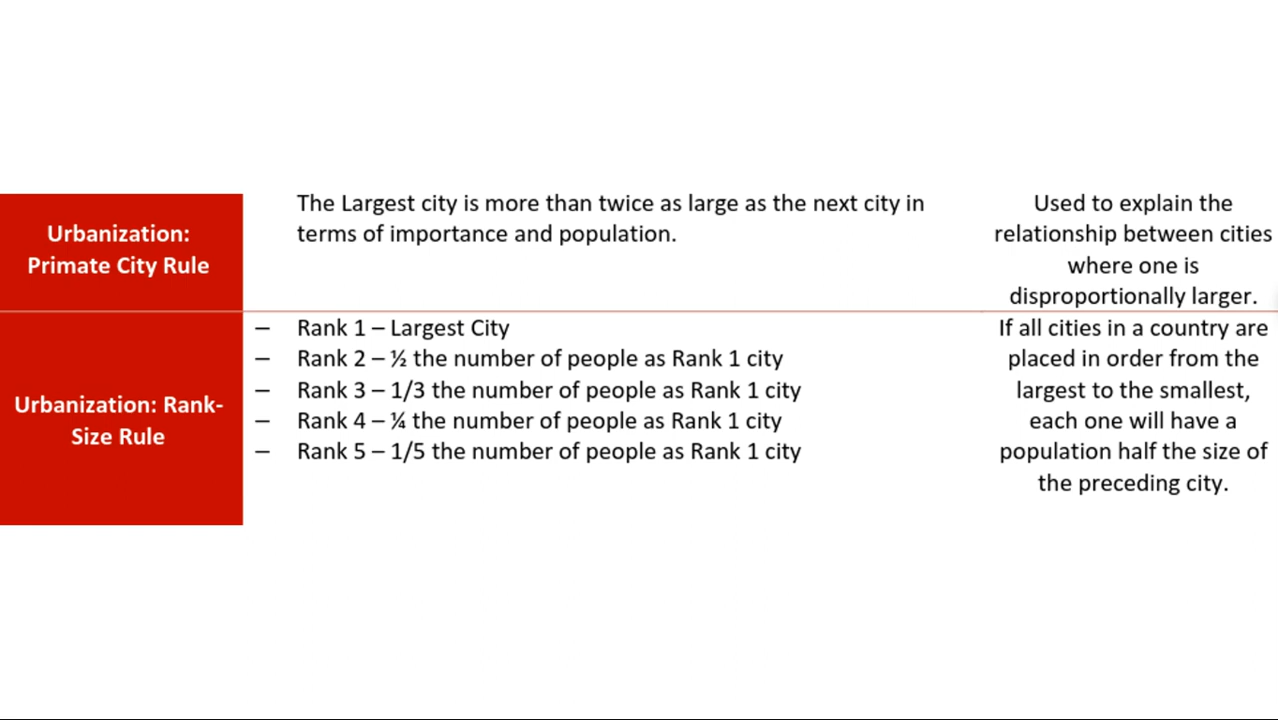 Urbanization:
Primate City Rule
The Largest city is more than twice as large as the next city in
terms of importance and population.
Used to explain the
relationship between cities
where one is
disproportionally larger.
Urbanization: Rank-
Size Rule
– Rank 1 – Largest City
– Rank 2 – ½ the number of people as Rank 1 city
– Rank 3 – 1/3 the number of people as Rank 1 city
– Rank 4 – ¼ the number of people as Rank 1 city
– Rank 5 – 1/5 the number of people as Rank 1 city
If all cities in a country are
placed in order from the
largest to the smallest,
each one will have a
population half the size of
the preceding city.